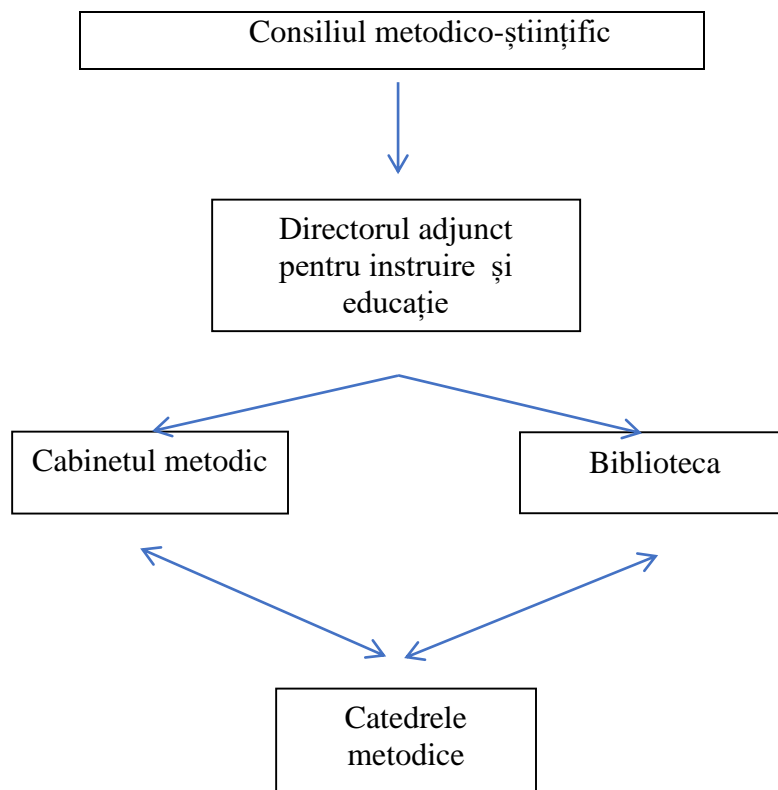 Consiliul metodico-științific
Directorul adjunct
pentru instruire și
educație
Cabinetul metodic
Biblioteca
Catedrele
metodice